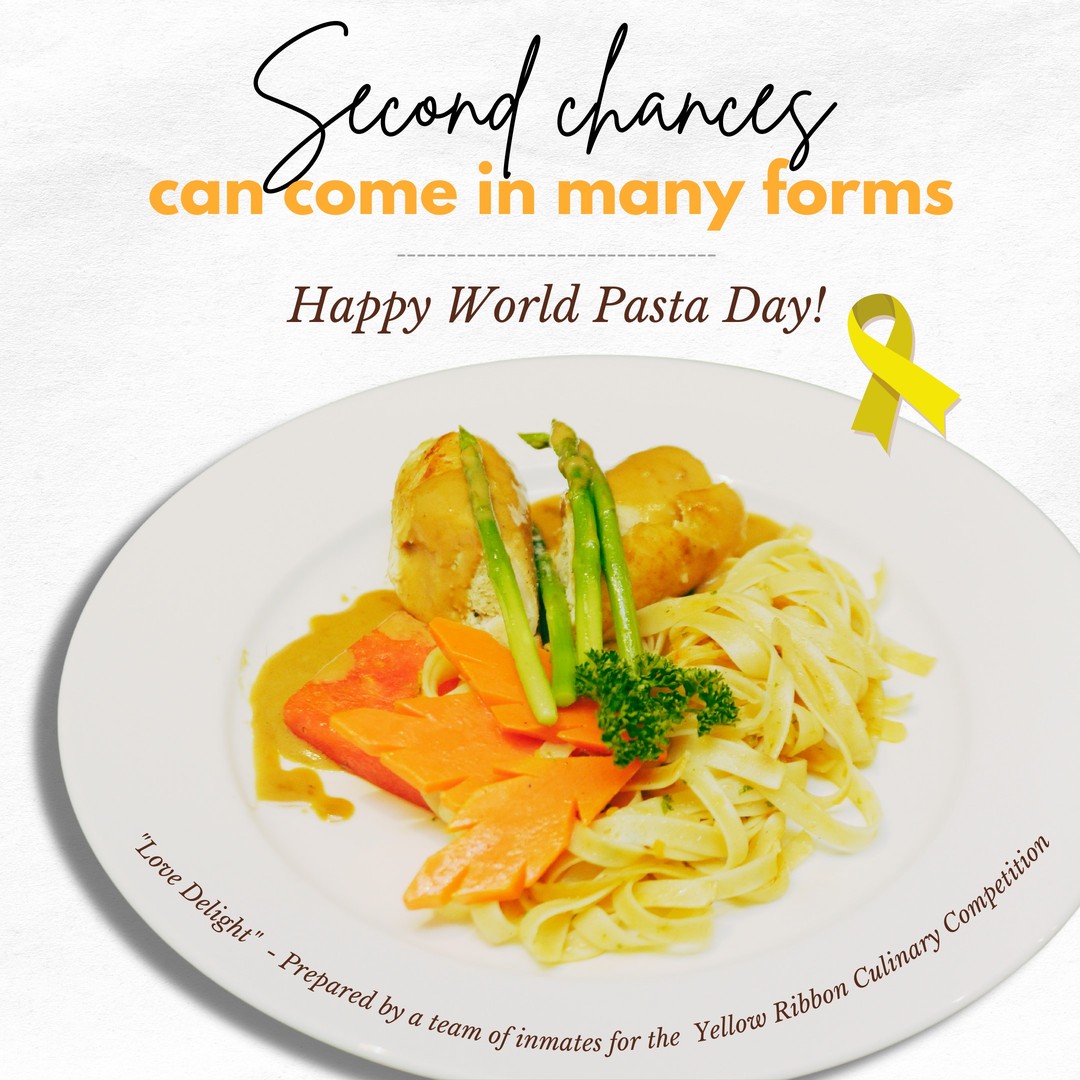 Second chances
can come in many forms
Happy World Pasta Day!
"Love Delight" - Prepared by a team of inmates for the Yellow Ribbon Culinary Competition